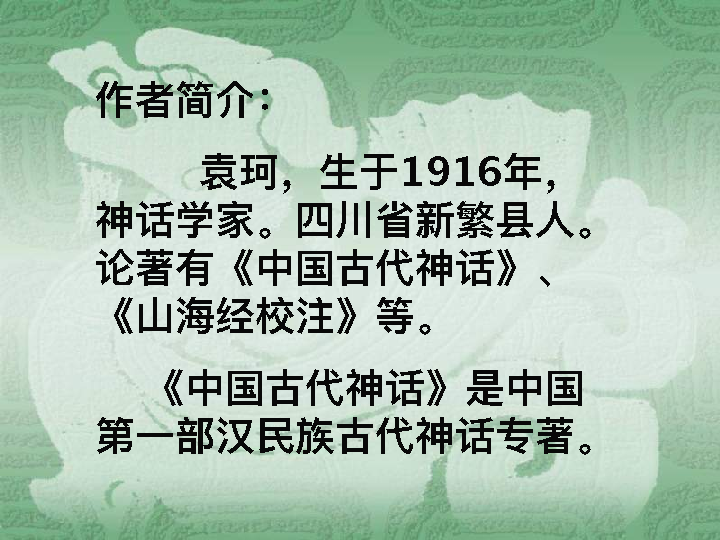 作者简介：
袁珂，生于1916年，
神话学家。四川省新繁县人。
论著有《中国古代神话》、
《山海经校注》等。
《中国古代神话》是中国
第一部汉民族古代神话专著。